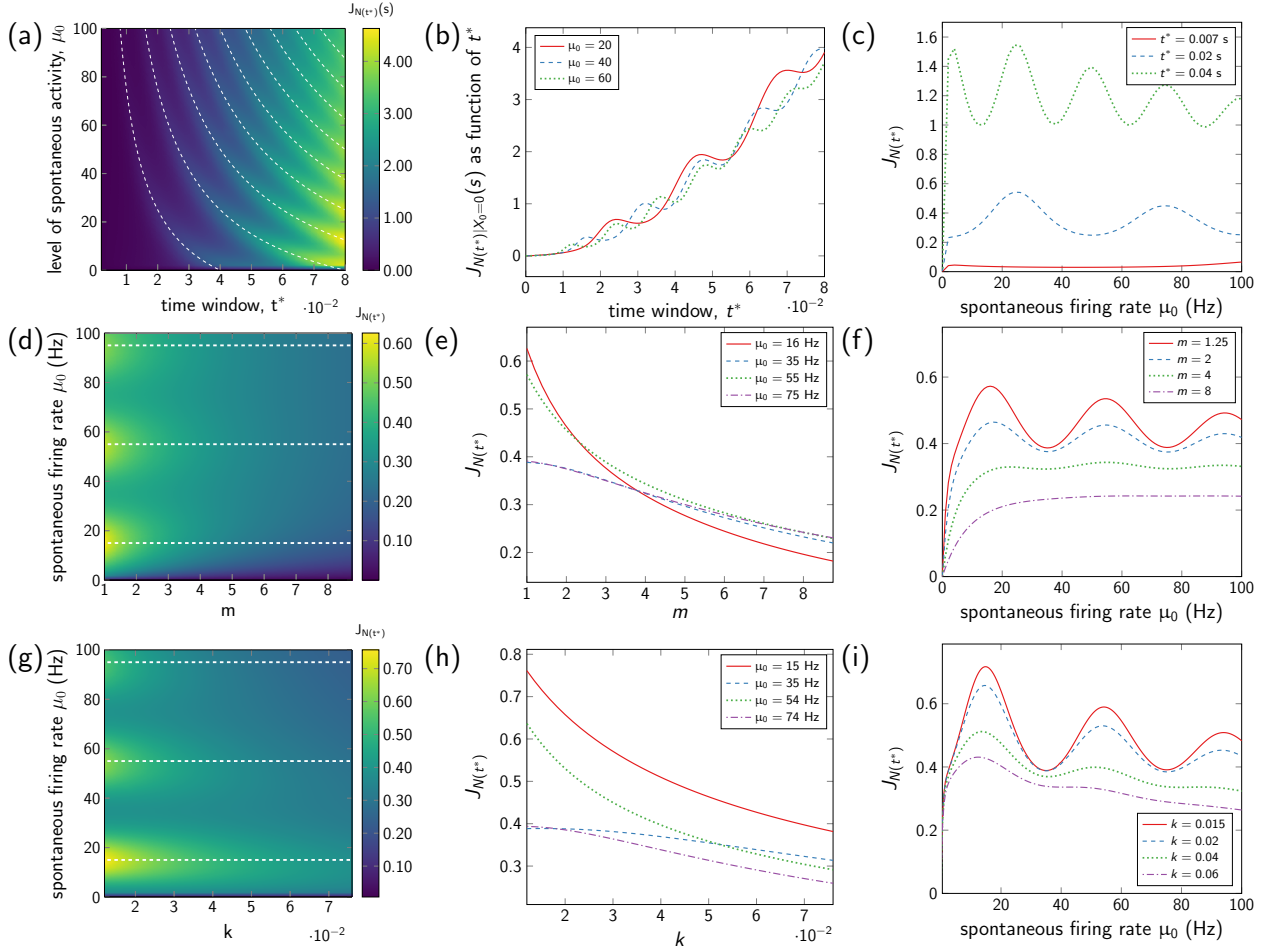 (a)
J_{N(t*)}(s)
level of spontaneous activity, μ₀
100
80
60
40
20
0
1 2 3 4 5 6 7 8
·10⁻²
time window, t*
4.00
3.00
2.00
1.00
0.00
(b)
J_{N(t*)|X₀=0}(s) as function of t*
μ₀ = 20
μ₀ = 40
μ₀ = 60
4
3
2
1
0
0 1 2 3 4 5 6 7 8
·10⁻²
time window, t*
(c)
J_{N(t*)}
t* = 0.007 s
t* = 0.02 s
t* = 0.04 s
1.6
1.4
1.2
1
0.8
0.6
0.4
0.2
0
0 20 40 60 80 100
spontaneous firing rate μ₀ (Hz)
(d)
J_{N(t*)}
spontaneous firing rate μ₀ (Hz)
100
80
60
40
20
0
1 2 3 4 5 6 7 8
m
0.60
0.50
0.40
0.30
0.20
0.10
(e)
J_{N(t*)}
μ₀ = 16 Hz
μ₀ = 35 Hz
μ₀ = 55 Hz
μ₀ = 75 Hz
0.6
0.5
0.4
0.3
0.2
1 2 3 4 5 6 7 8
m
(f)
J_{N(t*)}
m = 1.25
m = 2
m = 4
m = 8
0.8
0.6
0.4
0.2
0
0 20 40 60 80 100
spontaneous firing rate μ₀ (Hz)
(g)
J_{N(t*)}
spontaneous firing rate μ₀ (Hz)
100
80
60
40
20
0
2 3 4 5 6 7
·10⁻²
k
0.70
0.60
0.50
0.40
0.30
0.20
0.10
(h)
J_{N(t*)}
μ₀ = 15 Hz
μ₀ = 35 Hz
μ₀ = 54 Hz
μ₀ = 74 Hz
0.8
0.7
0.6
0.5
0.4
0.3
2 3 4 5 6 7
·10⁻²
k
(i)
J_{N(t*)}
k = 0.015
k = 0.02
k = 0.04
k = 0.06
0.6
0.4
0.2
0
0 20 40 60 80 100
spontaneous firing rate μ₀ (Hz)